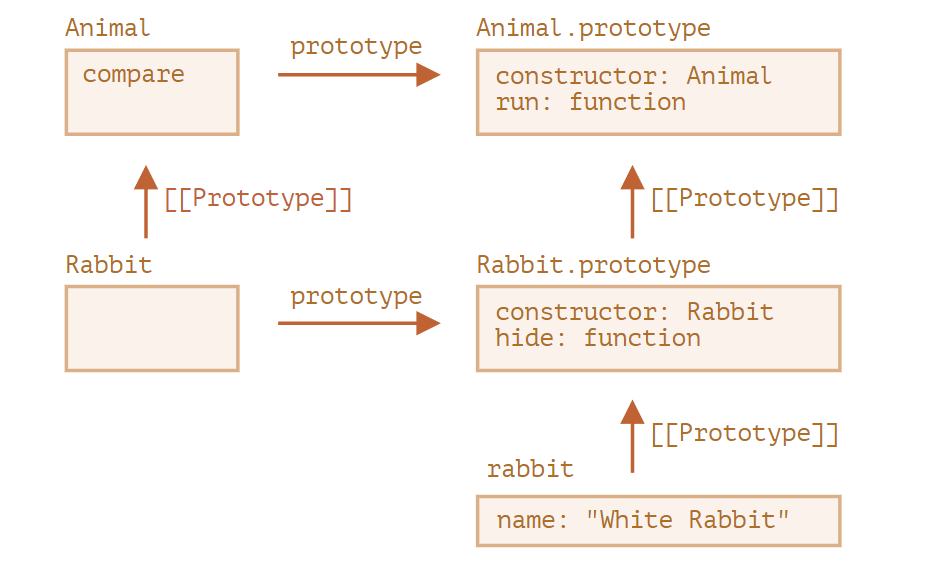 Animal
prototype
Animal.prototype
compare
constructor: Animal
run: function
[[Prototype]]
[[Prototype]]
Rabbit
prototype
Rabbit.prototype
constructor: Rabbit
hide: function
[[Prototype]]
rabbit
name: "White Rabbit"